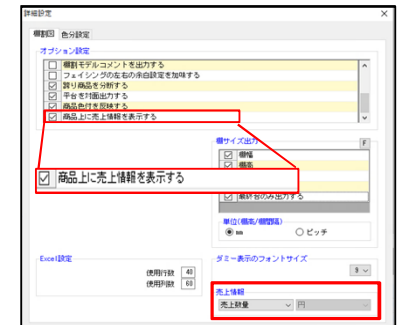 詳細設定
棚割図 色分設定
オプション設定
棚割モデルコメントを出力する
フェイシングの左右の余白設定を加味する
跨り商品を分断する
平台を対面出力する
商品色付を反映する
商品上に売上情報を表示する
棚サイズ出力
F
棚幅
棚高
商品上に売上情報を表示する
最終台のみ出力する
単位(棚高/棚間隔)
mm ピッチ
Excel設定
使用行数 40
使用列数 60
ダミー表示のフォントサイズ
9
売上情報
売上数量 円